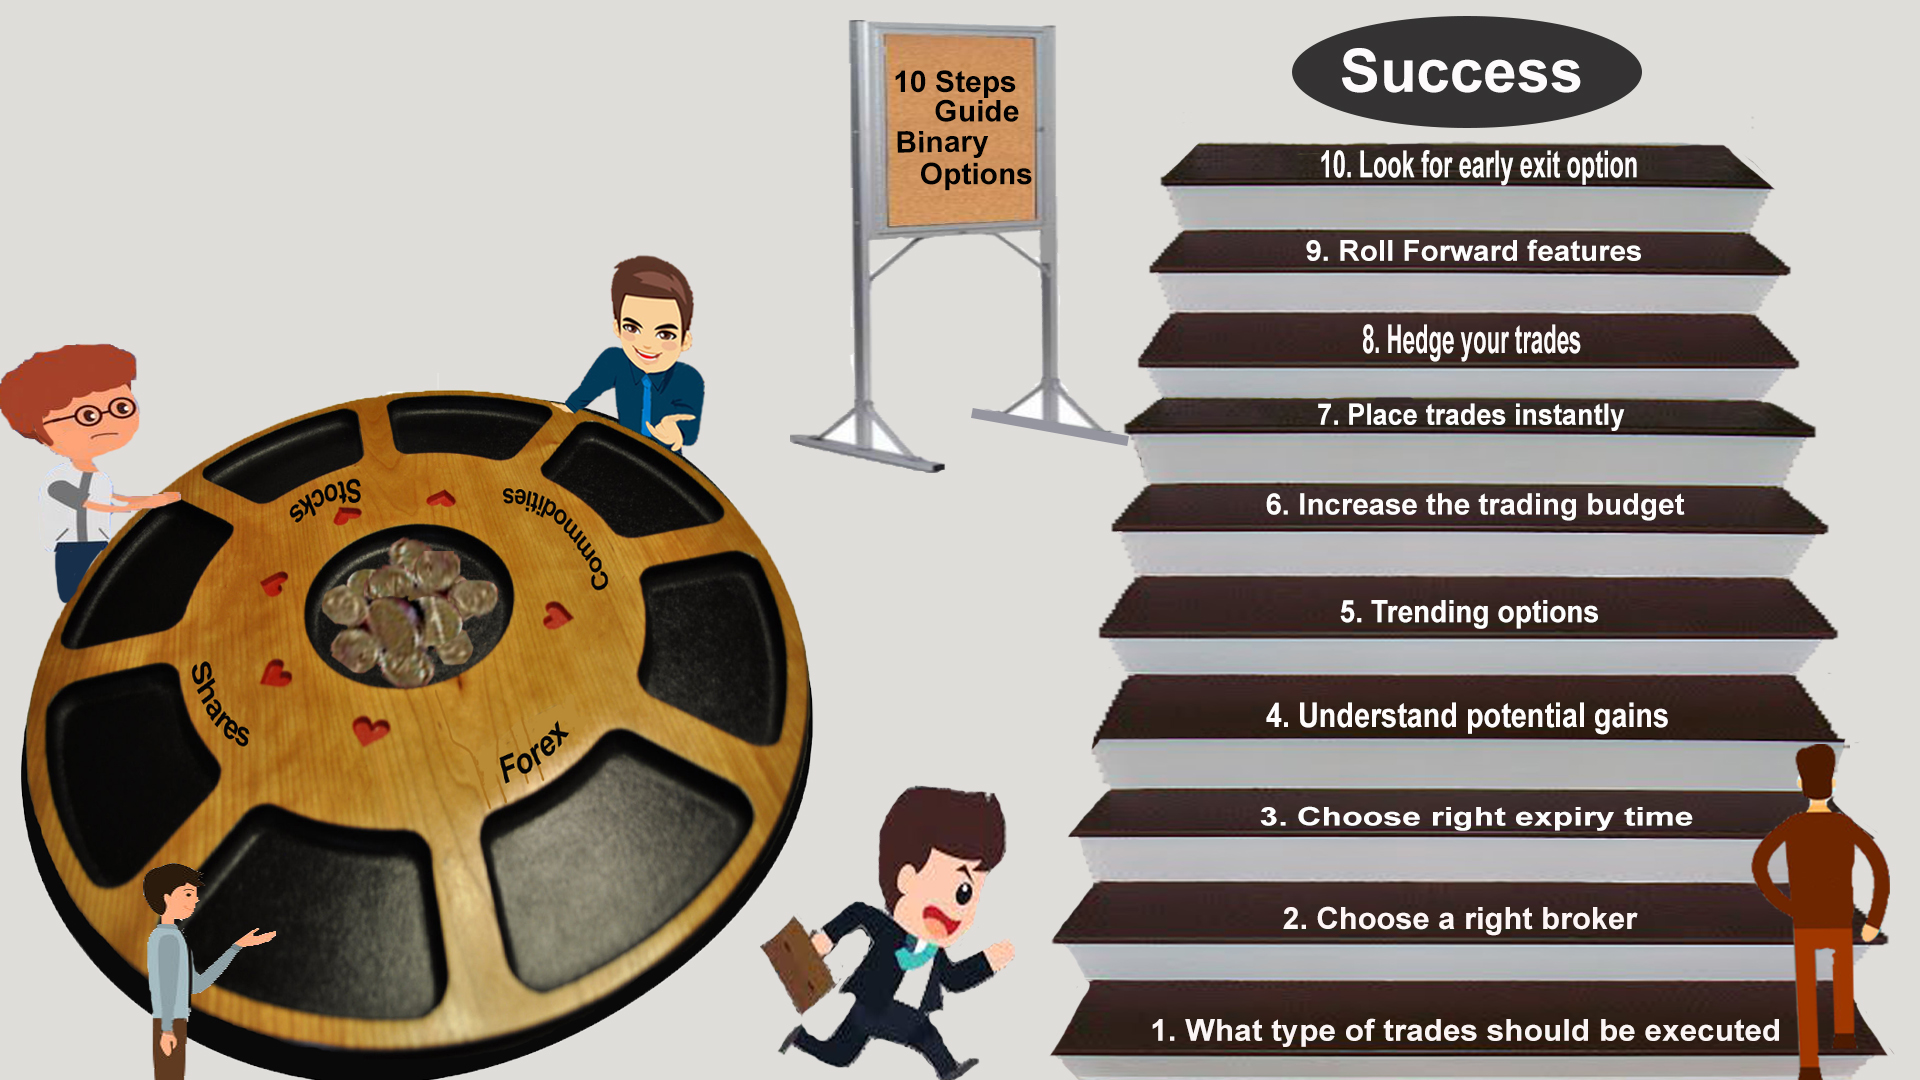 10 Steps
Guide
Binary
Options
Success
10. Look for early exit option
9. Roll Forward features
8. Hedge your trades
7. Place trades instantly
6. Increase the trading budget
5. Trending options
4. Understand potential gains
3. Choose right expiry time
2. Choose a right broker
1. What type of trades should be executed
Stocks
Commodities
Shares
Forex